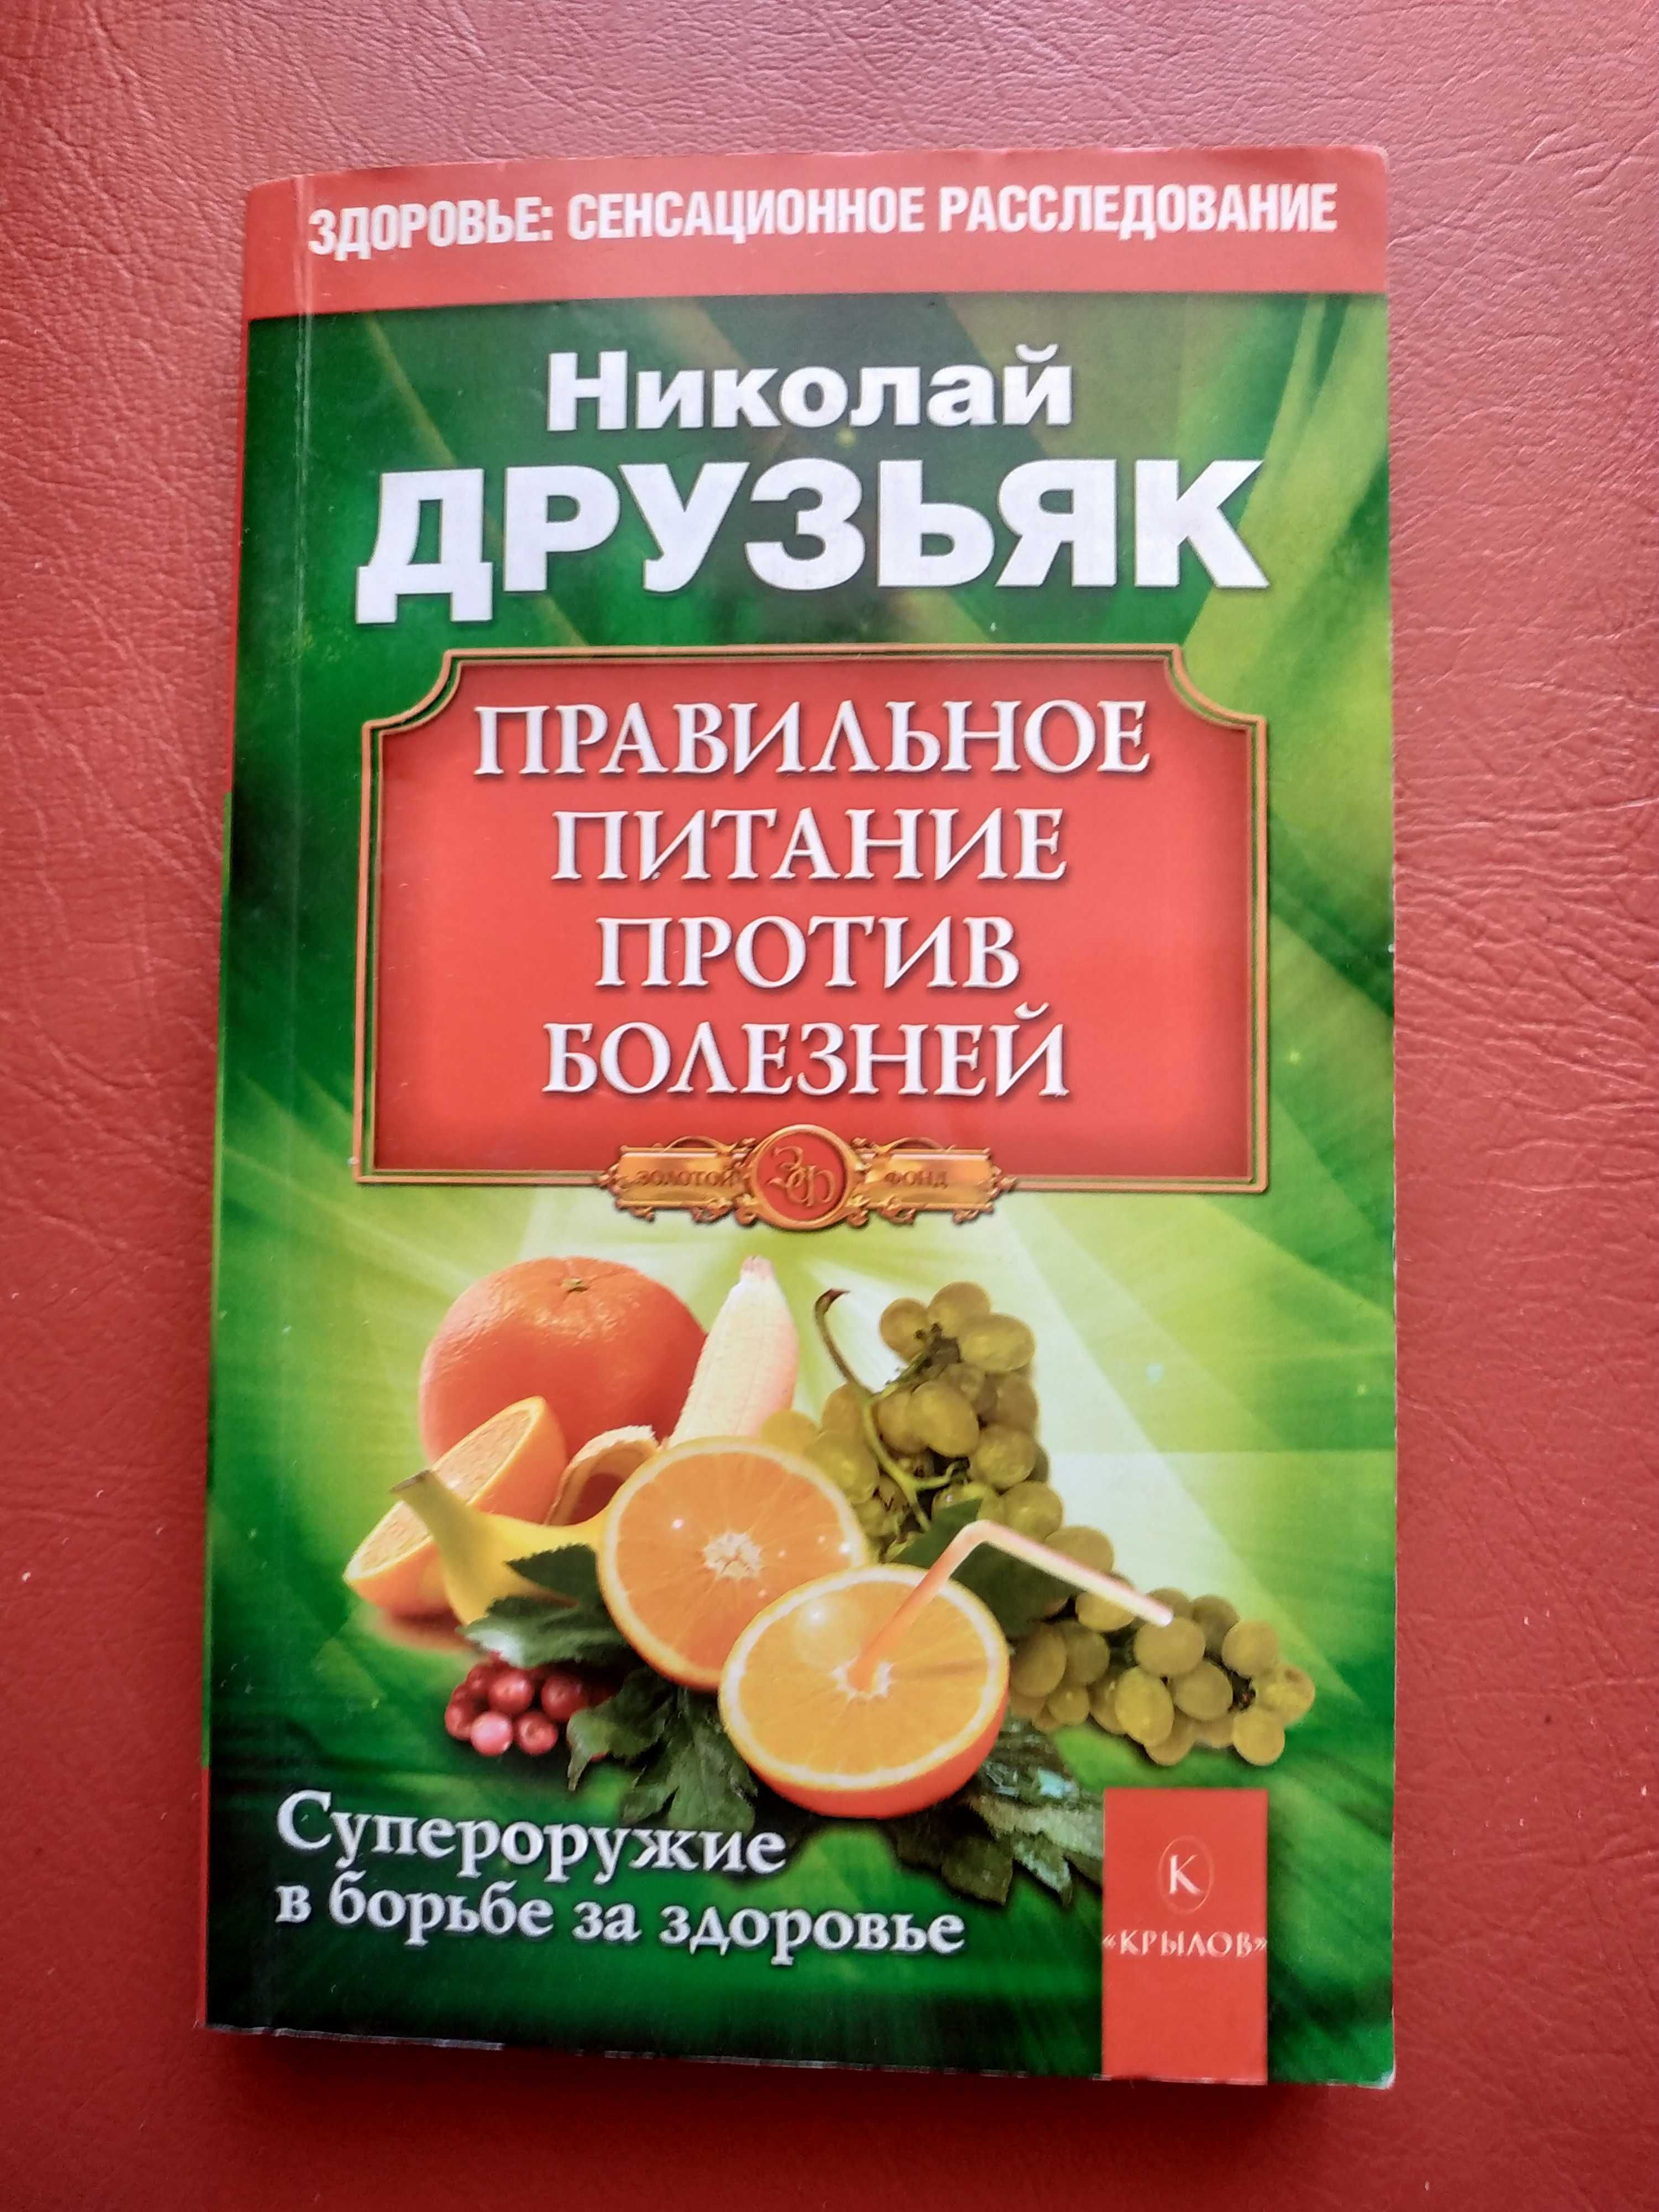 ЗДОРОВЬЕ: СЕНСАЦИОННОЕ РАССЛЕДОВАНИЕ
Николай
ДРУЗЬЯК
ПРАВИЛЬНОЕ
ПИТАНИЕ
ПРОТИВ
БОЛЕЗНЕЙ
ЗОЛОТОЙ ЗФ ФОНД
Супероружие
в борьбе за здоровье
К
«КРЫЛОВ»